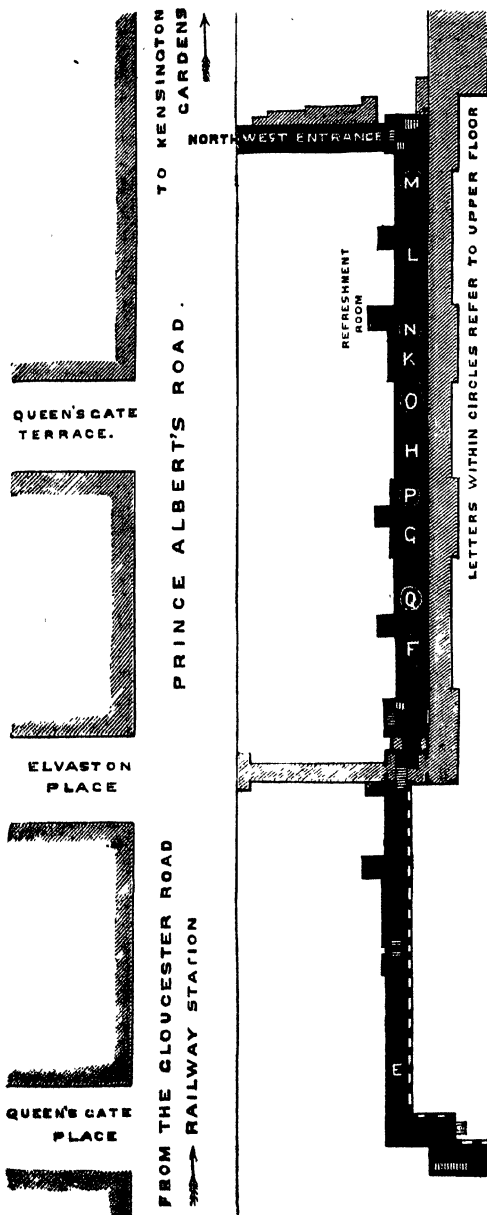 TO KENSINGTON
GARDENS
NORTH WEST ENTRANCE
M
L
REFRESHMENT
ROOM
N
K
O
H
P
G
Q
F
E
LETTERS WITHIN CIRCLES REFER TO UPPER FLOOR
PRINCE ALBERT'S ROAD.
QUEEN'S GATE
TERRACE.
ELVASTON
PLACE
QUEEN'S GATE
PLACE
FROM THE GLOUCESTER ROAD
RAILWAY STATION